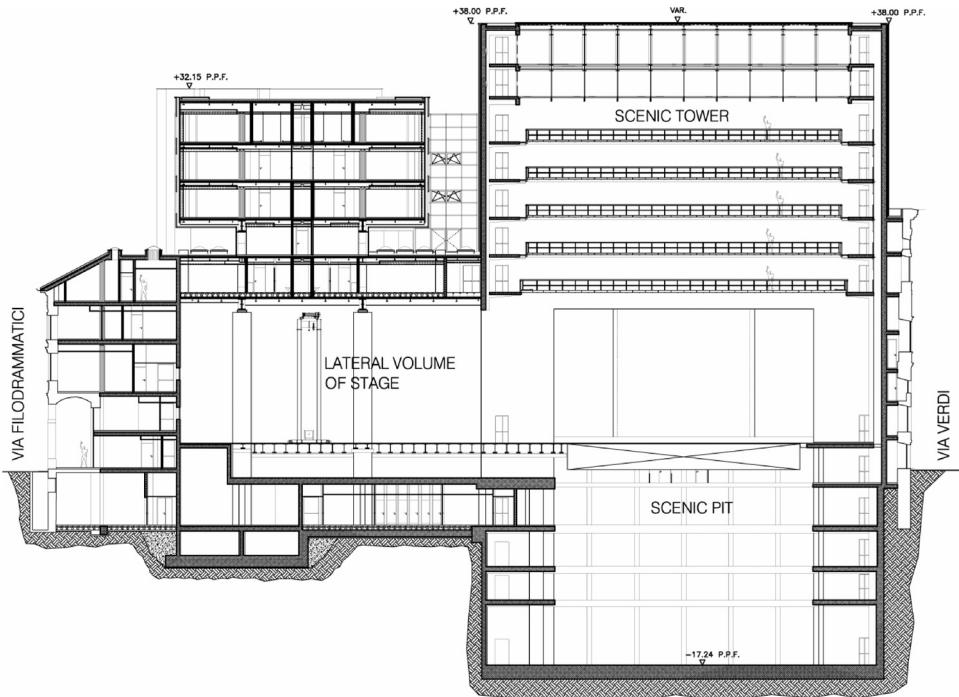 +38.00 P.P.F.
VAR.
+38.00 P.P.F.
+32.15 P.P.F.
SCENIC TOWER
LATERAL VOLUME
OF STAGE
VIA FILODRAMMATICI
VIA VERDI
SCENIC PIT
-17.24 P.P.F.